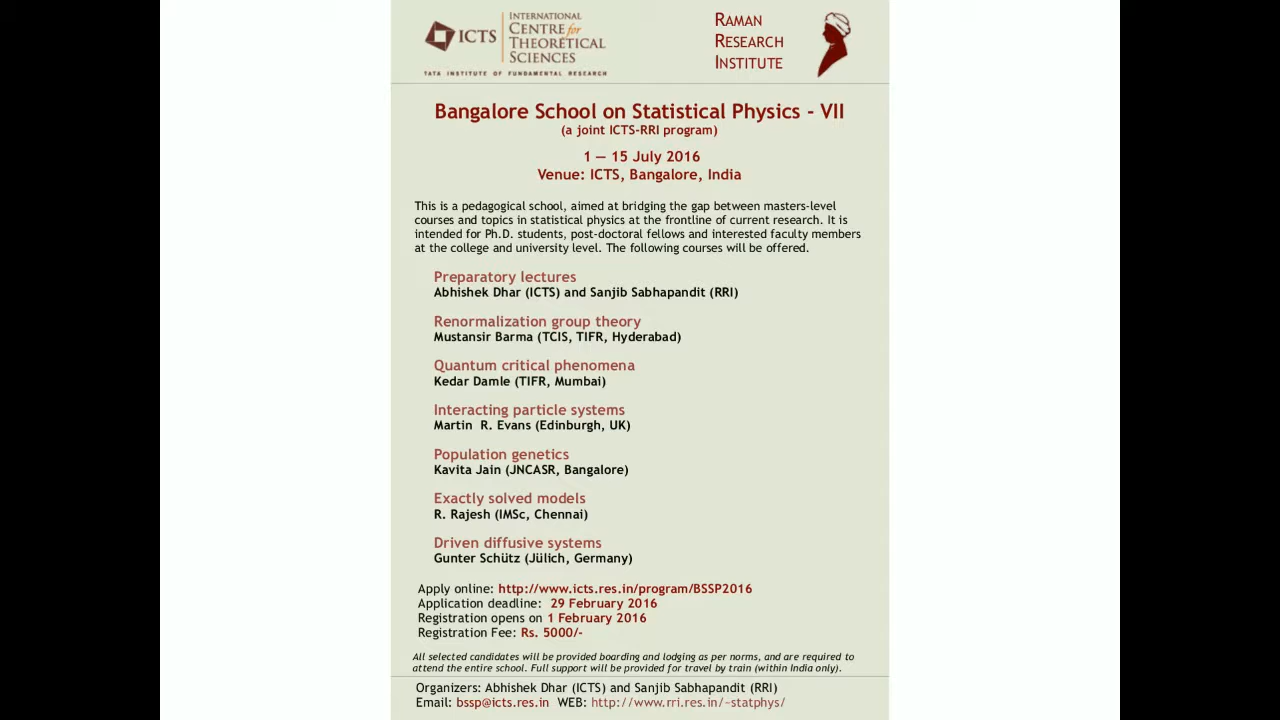 ICTS
INTERNATIONAL
CENTRE for
THEORETICAL
SCIENCES
TATA INSTITUTE OF FUNDAMENTAL RESEARCH
RAMAN
RESEARCH
INSTITUTE
Bangalore School on Statistical Physics - VII
(a joint ICTS-RRI program)
1 — 15 July 2016
Venue: ICTS, Bangalore, India
This is a pedagogical school, aimed at bridging the gap between masters-level
courses and topics in statistical physics at the frontline of current research. It is
intended for Ph.D. students, post-doctoral fellows and interested faculty members
at the college and university level. The following courses will be offered.
Preparatory lectures
Abhishek Dhar (ICTS) and Sanjib Sabhapandit (RRI)
Renormalization group theory
Mustansir Barma (TCIS, TIFR, Hyderabad)
Quantum critical phenomena
Kedar Damle (TIFR, Mumbai)
Interacting particle systems
Martin R. Evans (Edinburgh, UK)
Population genetics
Kavita Jain (JNCASR, Bangalore)
Exactly solved models
R. Rajesh (IMSc, Chennai)
Driven diffusive systems
Gunter Schütz (Jülich, Germany)
Apply online: http://www.icts.res.in/program/BSSP2016
Application deadline: 29 February 2016
Registration opens on 1 February 2016
Registration Fee: Rs. 5000/-
All selected candidates will be provided boarding and lodging as per norms, and are required to
attend the entire school. Full support will be provided for travel by train (within India only).
Organizers: Abhishek Dhar (ICTS) and Sanjib Sabhapandit (RRI)
Email: bssp@icts.res.in WEB: http://www.rri.res.in/~statphys/